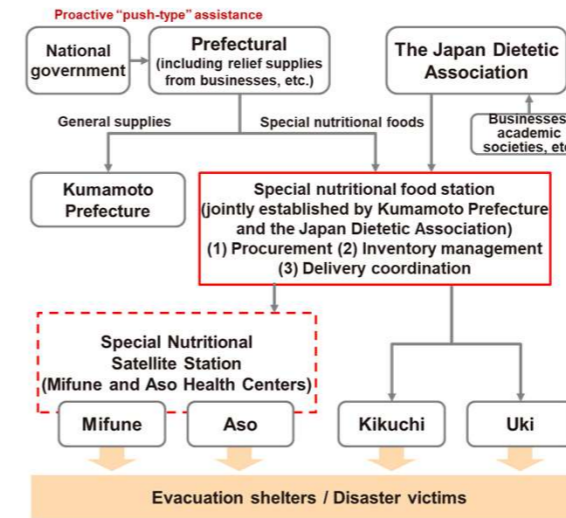 Proactive “push-type” assistance
National
government
Prefectural
(including relief supplies
from businesses, etc.)
The Japan Dietetic
Association
General supplies
Special nutritional foods
Businesses
academic
societies, etc
Kumamoto
Prefecture
Special nutritional food station
(jointly established by Kumamoto Prefecture
and the Japan Dietetic Association)
(1) Procurement (2) Inventory management
(3) Delivery coordination
Special Nutritional
Satellite Station
(Mifune and Aso Health Centers)
Mifune
Aso
Kikuchi
Uki
Evacuation shelters / Disaster victims